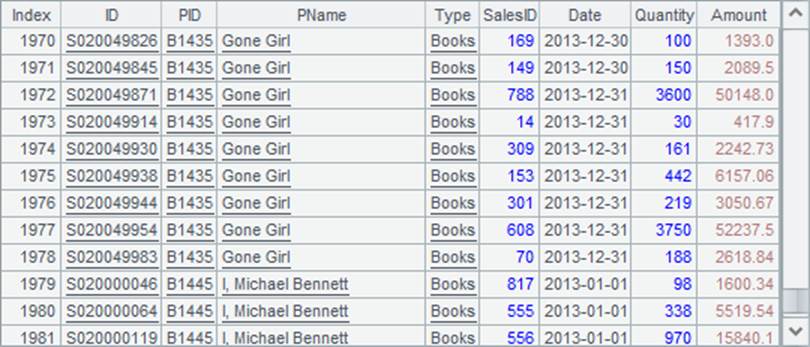 Index ID PID PName Type SalesID Date Quantity Amount
1970 S020049826 B1435 Gone Girl Books 169 2013-12-30 100 1393.0
1971 S020049845 B1435 Gone Girl Books 149 2013-12-30 150 2089.5
1972 S020049871 B1435 Gone Girl Books 788 2013-12-31 3600 50148.0
1973 S020049914 B1435 Gone Girl Books 14 2013-12-31 30 417.9
1974 S020049930 B1435 Gone Girl Books 309 2013-12-31 161 2242.73
1975 S020049938 B1435 Gone Girl Books 153 2013-12-31 442 6157.06
1976 S020049944 B1435 Gone Girl Books 301 2013-12-31 219 3050.67
1977 S020049954 B1435 Gone Girl Books 608 2013-12-31 3750 52237.5
1978 S020049983 B1435 Gone Girl Books 70 2013-12-31 188 2618.84
1979 S020000046 B1445 I, Michael Bennett Books 817 2013-01-01 98 1600.34
1980 S020000064 B1445 I, Michael Bennett Books 555 2013-01-01 338 5519.54
1981 S020000119 B1445 I, Michael Bennett Books 556 2013-01-01 970 15840.1